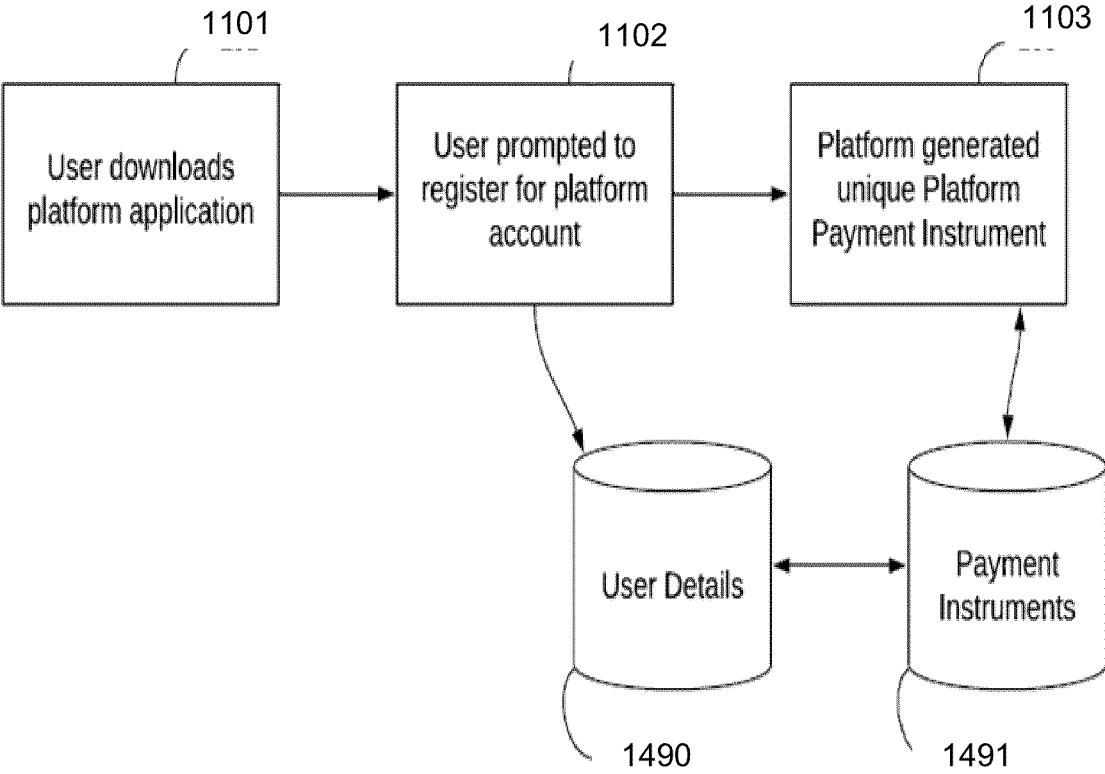 1101
1102
1103
User downloads
platform application
User prompted to
register for platform
account
Platform generated
unique Platform
Payment Instrument
User Details
Payment
Instruments
1490
1491